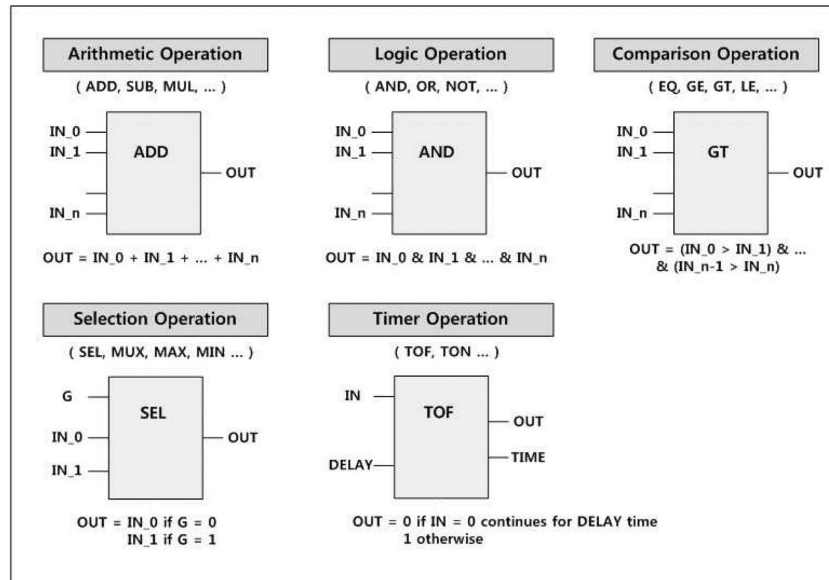 Arithmetic Operation
( ADD, SUB, MUL, ... )
IN_0
IN_1
ADD
OUT
IN_n
OUT = IN_0 + IN_1 + ... + IN_n
Logic Operation
( AND, OR, NOT, ... )
IN_0
IN_1
AND
OUT
IN_n
OUT = IN_0 & IN_1 & ... & IN_n
Comparison Operation
( EQ, GE, GT, LE, ... )
IN_0
IN_1
GT
OUT
IN_n
OUT = (IN_0 > IN_1) & ...
& (IN_n-1 > IN_n)
Selection Operation
( SEL, MUX, MAX, MIN ... )
G
SEL
IN_0
OUT
IN_1
OUT = IN_0 if G = 0
IN_1 if G = 1
Timer Operation
( TOF, TON ... )
IN
TOF
OUT
TIME
DELAY
OUT = 0 if IN = 0 continues for DELAY time
1 otherwise